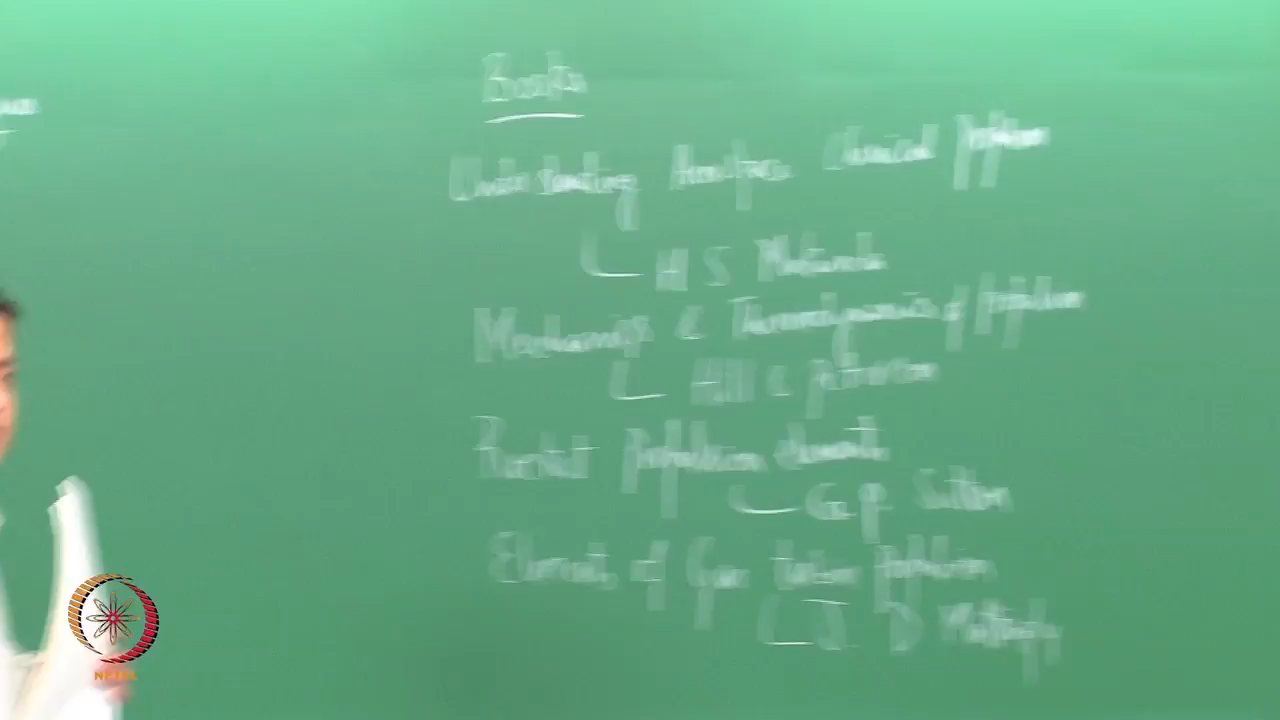 Books
Understanding Aerospace Chemical Propulsion
H S Mukunda
Mechanics & Thermodynamics of Propulsion
Hill & Peterson
Rocket Propulsion elements
G P Sutton
Elements of Gas Turbine Propulsion
J D Mattingly
NPTEL